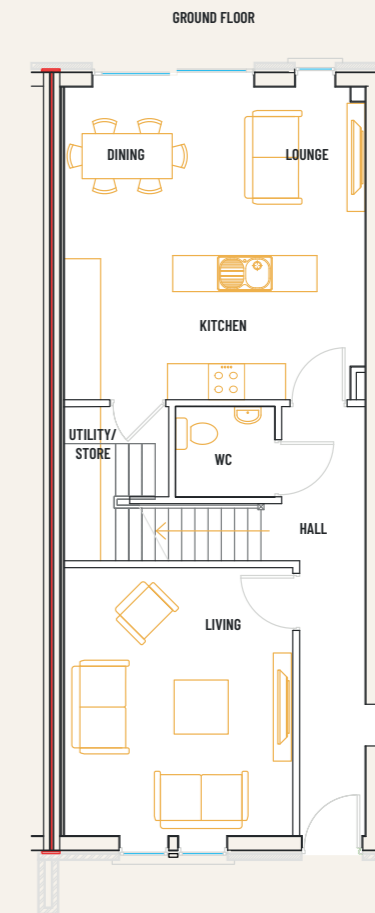 GROUND FLOOR
DINING
LOUNGE
KITCHEN
UTILITY/
STORE
WC
HALL
LIVING